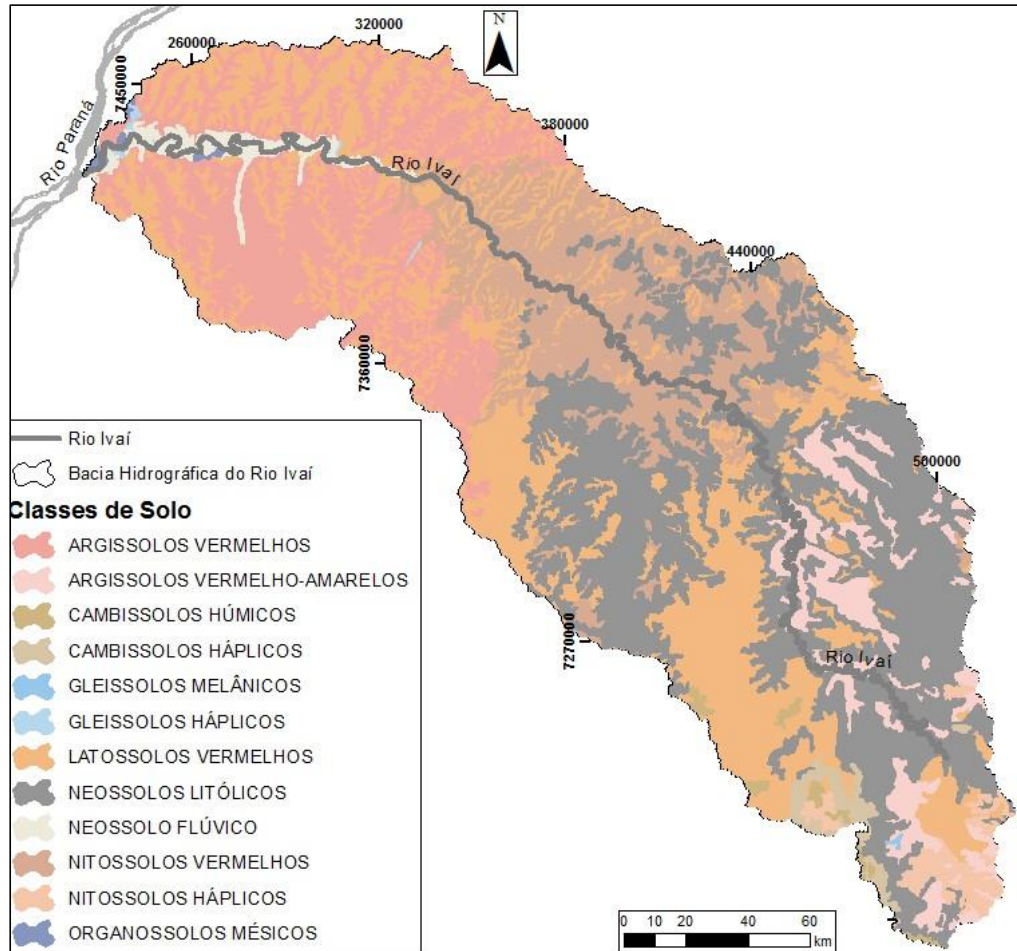 N
320000
260000
7450000
380000
Rio Paraná
Rio Ivaí
440000
7360000
500000
7270000
Rio Ivaí
Rio Ivaí
Bacia Hidrográfica do Rio Ivaí
Classes de Solo
ARGISSOLOS VERMELHOS
ARGISSOLOS VERMELHO-AMARELOS
CAMBISSOLOS HÚMICOS
CAMBISSOLOS HÁPLICOS
GLEISSOLOS MELÂNICOS
GLEISSOLOS HÁPLICOS
LATOSSOLOS VERMELHOS
NEOSSOLOS LITÓLICOS
NEOSSOLO FLÚVICO
NITOSSOLOS VERMELHOS
NITOSSOLOS HÁPLICOS
ORGANOSSOLOS MÉSICOS
0 10 20 40 60
km